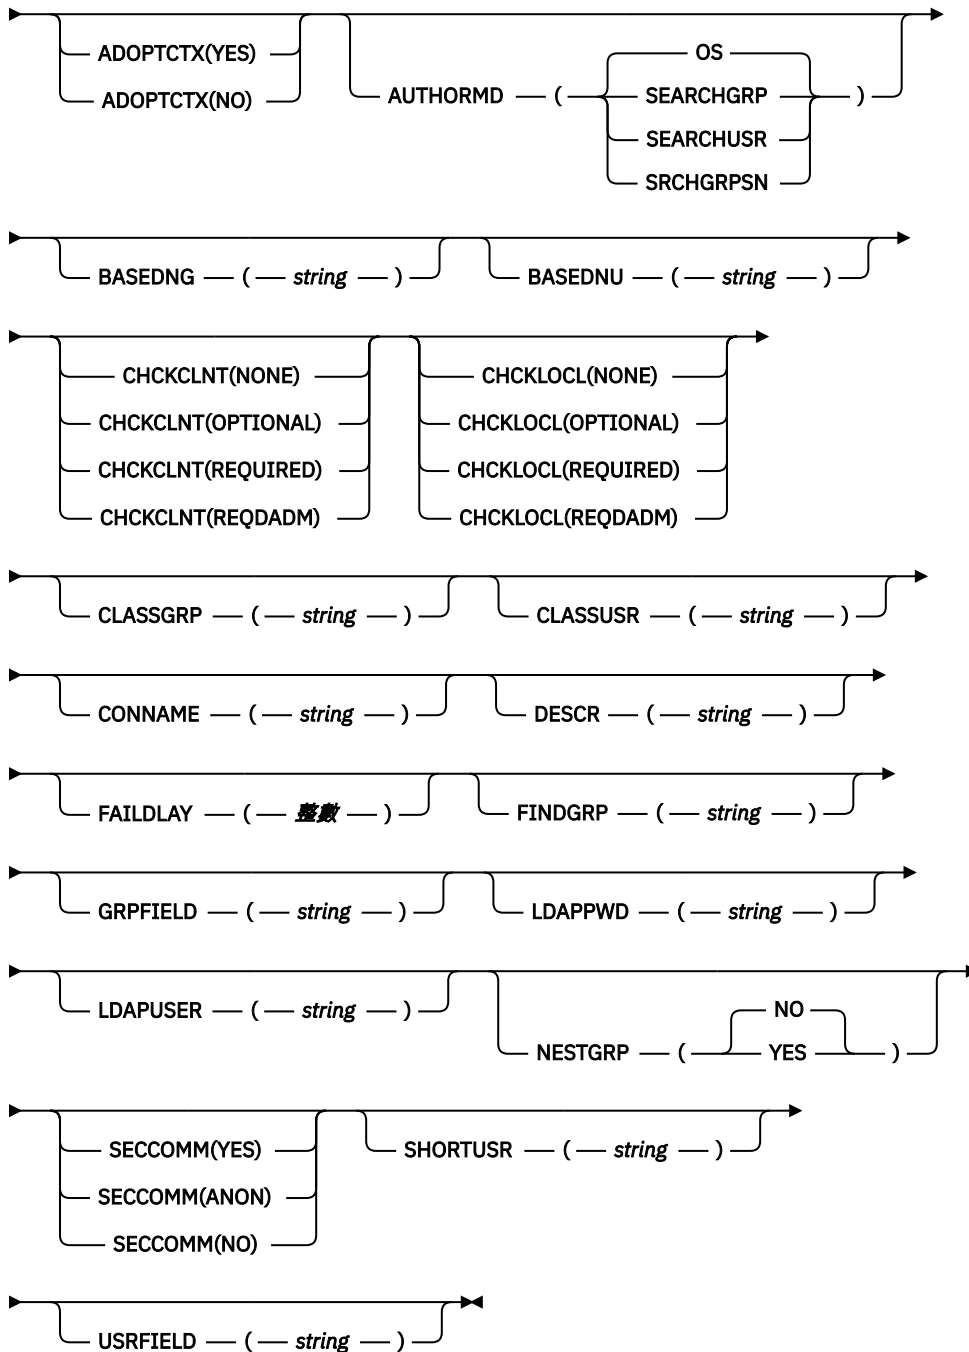 ADOPTCTX(YES)
ADOPTCTX(NO)
AUTHORMD ( OS )
SEARCHGRP
SEARCHUSR
SRCHGRPSN
BASEDNG ( string )
BASEDNU ( string )
CHCKCLNT(NONE)
CHCKCLNT(OPTIONAL)
CHCKCLNT(REQUIRED)
CHCKCLNT(REQDADM)
CHCKLOCL(NONE)
CHCKLOCL(OPTIONAL)
CHCKLOCL(REQUIRED)
CHCKLOCL(REQDADM)
CLASSGRP ( string )
CLASSUSR ( string )
CONNAME ( string )
DESCR ( string )
FAILDLAY ( 整數 )
FINDGRP ( string )
GRPFIELD ( string )
LDAPPWD ( string )
LDAPUSER ( string )
NESTGRP ( NO
YES )
SECCOMM(YES)
SECCOMM(ANON)
SECCOMM(NO)
SHORTUSR ( string )
USRFIELD ( string )